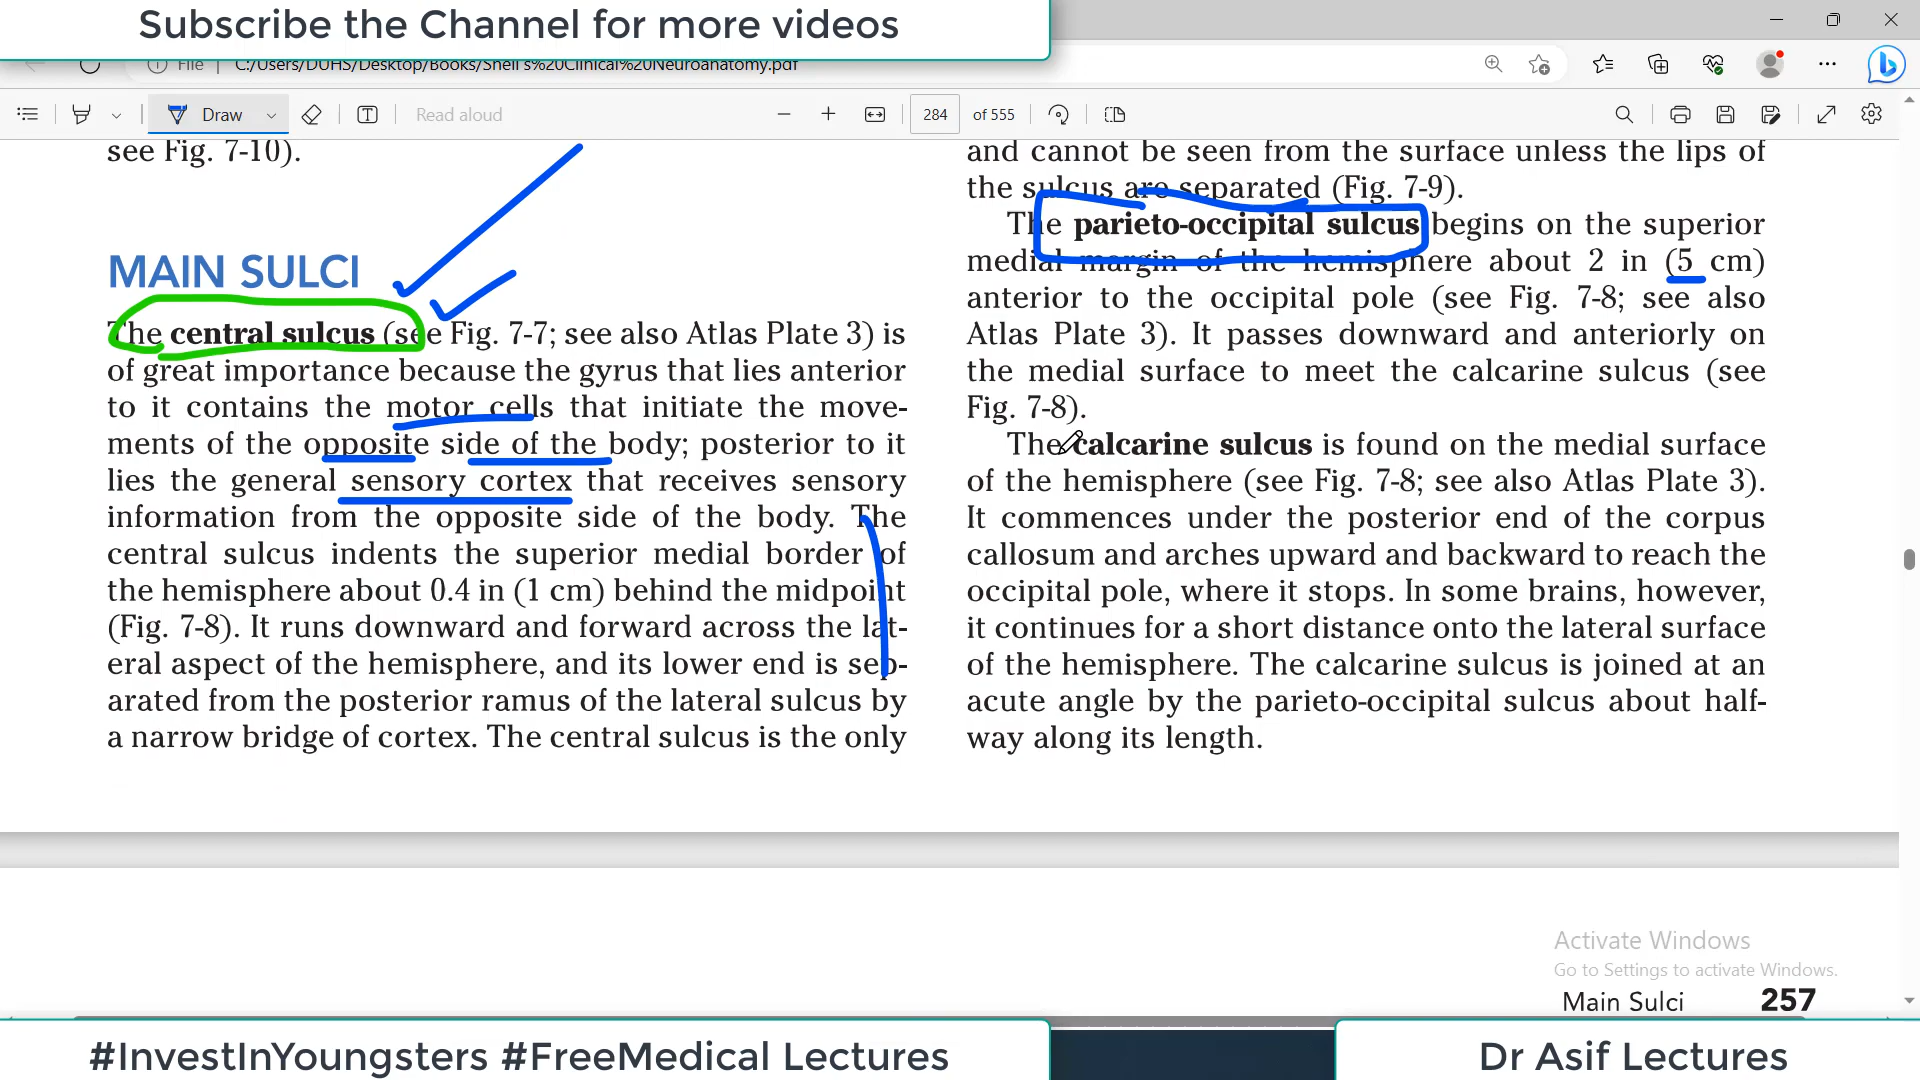 Subscribe the Channel for more videos
File
C:/Users/DUHS/Desktop/Books/Snell's%20Clinical%20Neuroanatomy.pdf
Draw
Read aloud
284
of 555
see Fig. 7-10).
MAIN SULCI
The central sulcus (see Fig. 7-7; see also Atlas Plate 3) is
of great importance because the gyrus that lies anterior
to it contains the motor cells that initiate the move-
ments of the opposite side of the body; posterior to it
lies the general sensory cortex that receives sensory
information from the opposite side of the body. The
central sulcus indents the superior medial border of
the hemisphere about 0.4 in (1 cm) behind the midpoint
(Fig. 7-8). It runs downward and forward across the lat-
eral aspect of the hemisphere, and its lower end is sep-
arated from the posterior ramus of the lateral sulcus by
a narrow bridge of cortex. The central sulcus is the only
and cannot be seen from the surface unless the lips of
the sulcus are separated (Fig. 7-9).
The parieto-occipital sulcus begins on the superior
medial margin of the hemisphere about 2 in (5 cm)
anterior to the occipital pole (see Fig. 7-8; see also
Atlas Plate 3). It passes downward and anteriorly on
the medial surface to meet the calcarine sulcus (see
Fig. 7-8).
The calcarine sulcus is found on the medial surface
of the hemisphere (see Fig. 7-8; see also Atlas Plate 3).
It commences under the posterior end of the corpus
callosum and arches upward and backward to reach the
occipital pole, where it stops. In some brains, however,
it continues for a short distance onto the lateral surface
of the hemisphere. The calcarine sulcus is joined at an
acute angle by the parieto-occipital sulcus about half-
way along its length.
Activate Windows
Go to Settings to activate Windows.
Main Sulci 257
#InvestInYoungsters #FreeMedical Lectures
Dr Asif Lectures